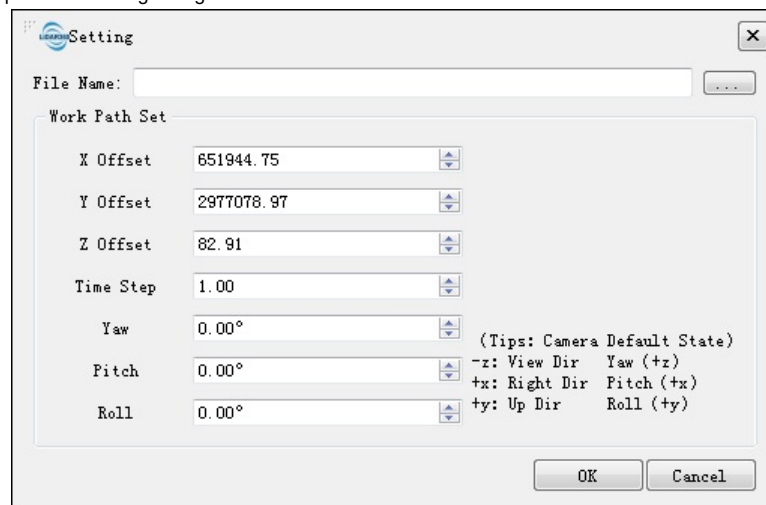 Setting
File Name:
...
Work Path Set
X Offset 651944.75
Y Offset 2977078.97
Z Offset 82.91
Time Step 1.00
Yaw 0.00°
Pitch 0.00°
Roll 0.00°
(Tips: Camera Default State)
-z: View Dir Yaw (+z)
+x: Right Dir Pitch (+x)
+y: Up Dir Roll (+y)
OK Cancel